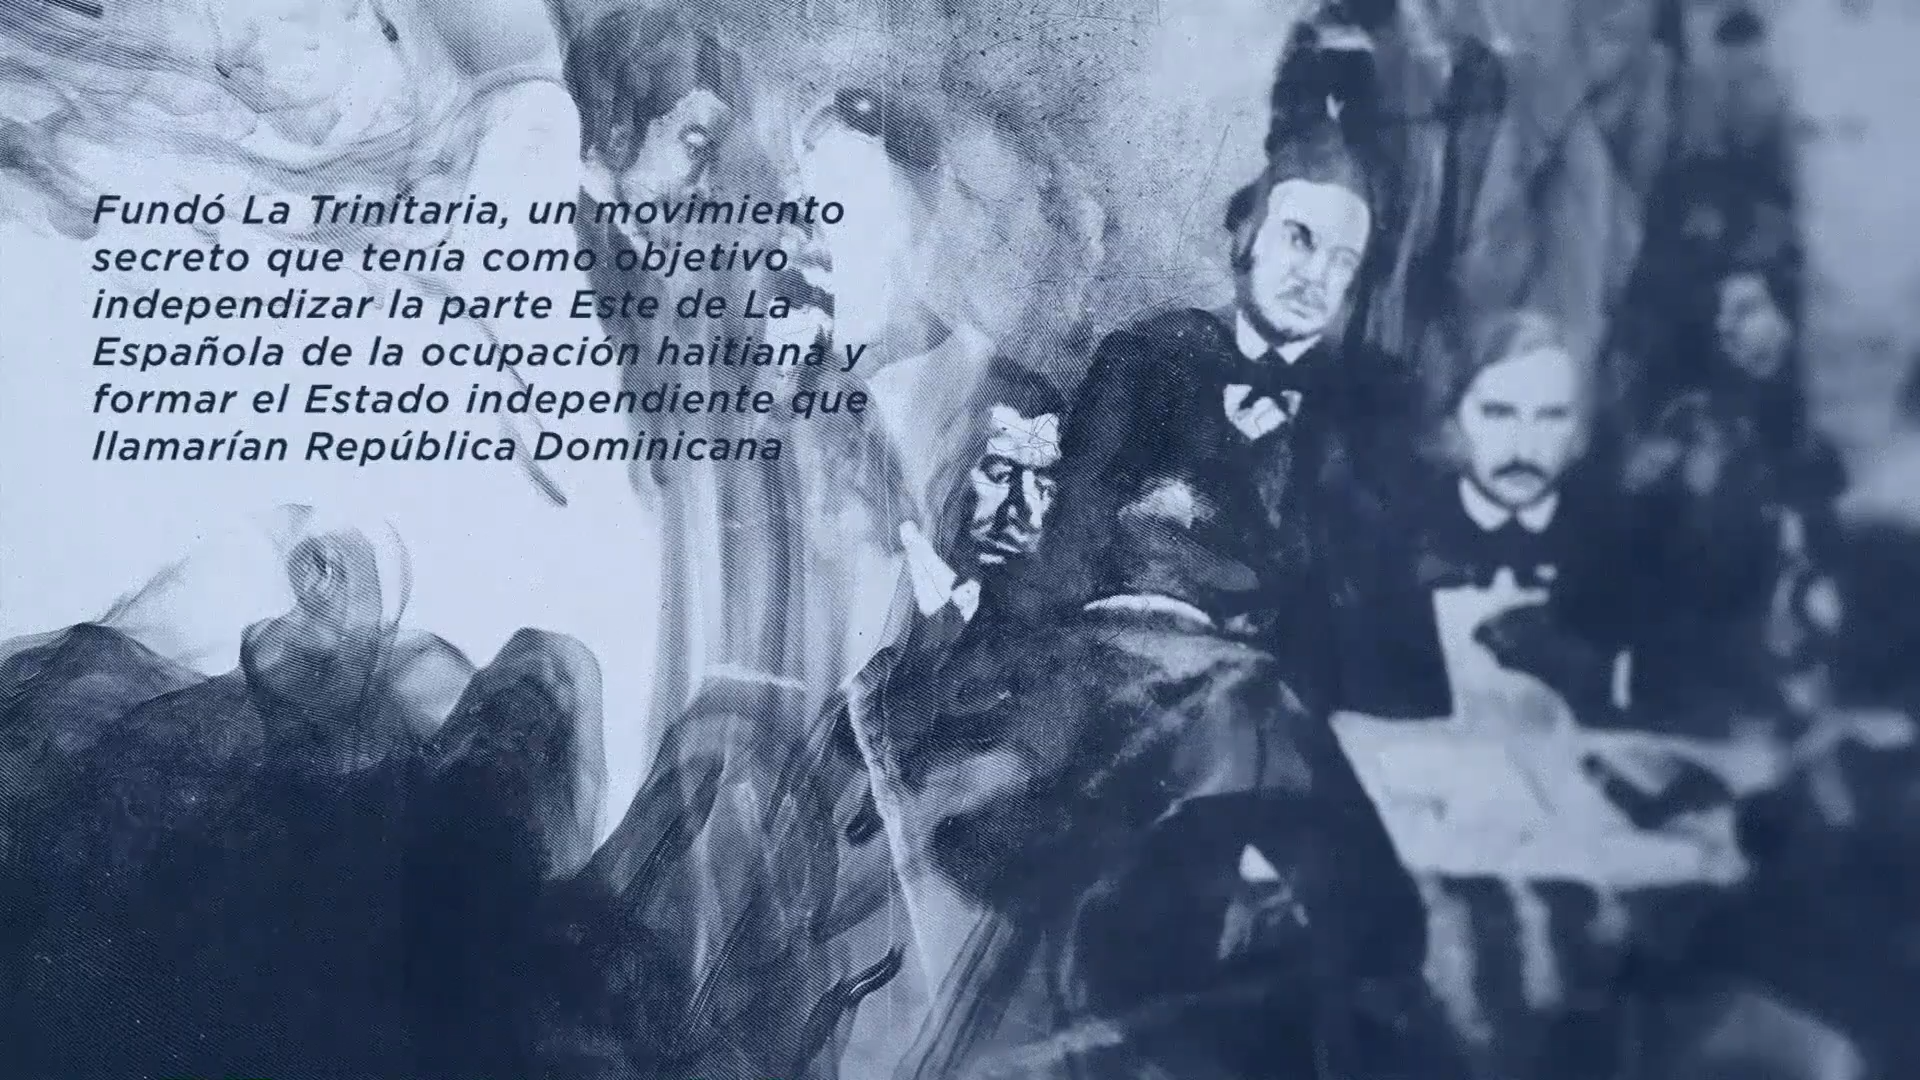 Fundó La Trinitaria, un movimiento
secreto que tenía como objetivo
independizar la parte Este de La
Española de la ocupación haitiana y
formar el Estado independiente que
llamarían República Dominicana